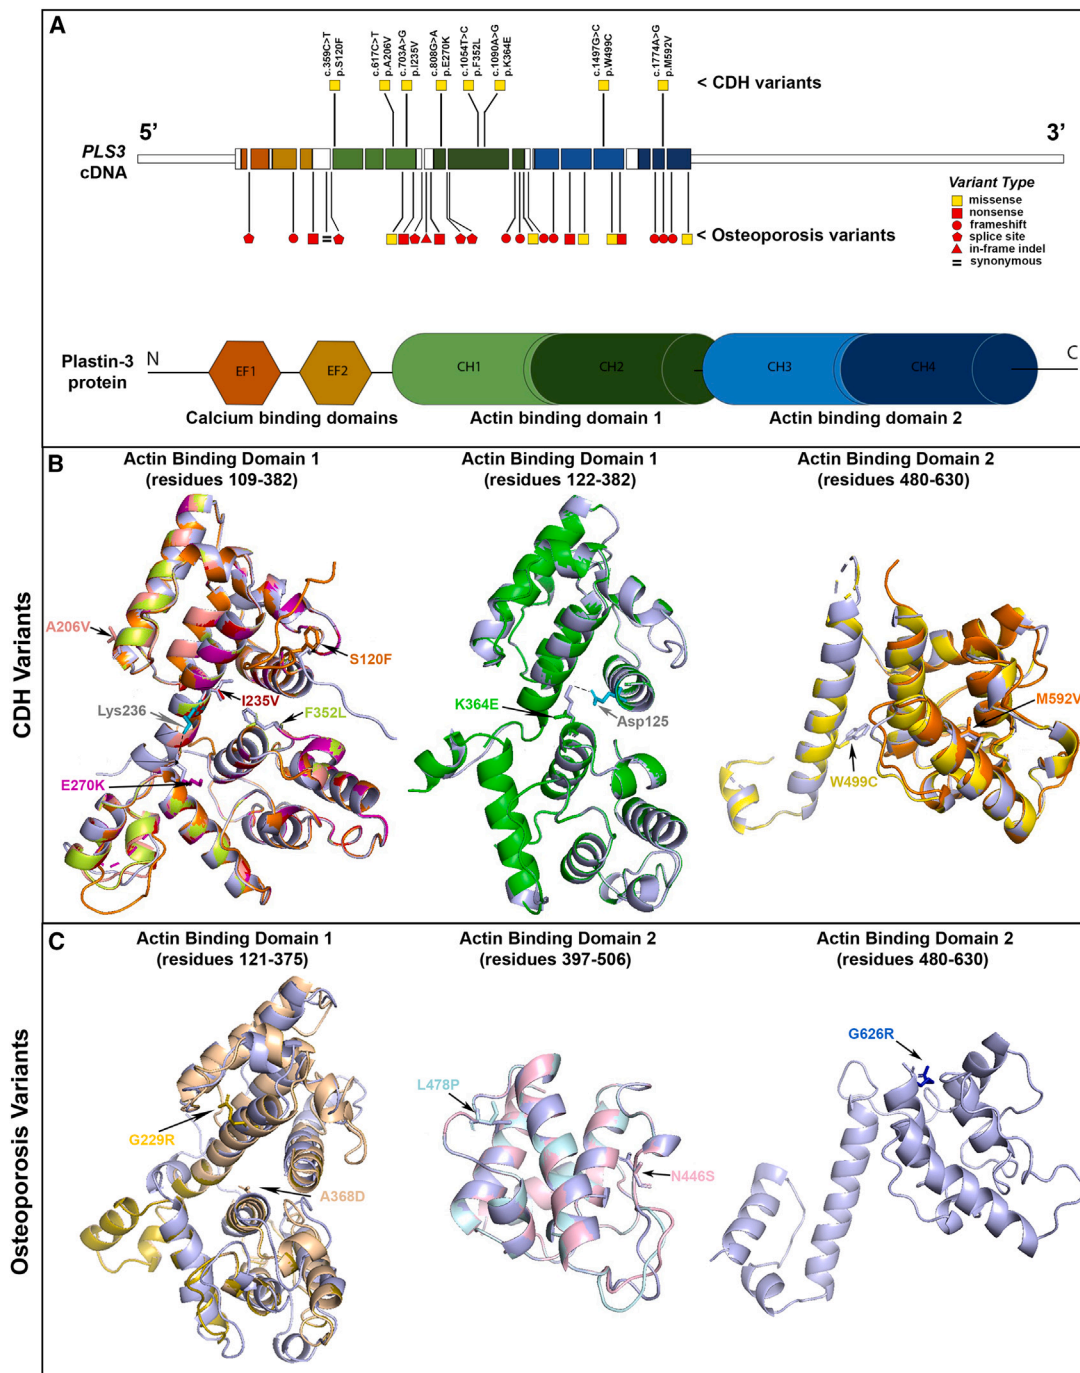 A
c.359C>T
p.S120F
c.617C>T
p.A206V
c.703A>G
p.I235V
c.808G>A
p.E270K
c.1054T>C
p.F352L
c.1090A>G
p.K364E
c.1497G>C
p.W499C
c.1774A>G
p.M592V
< CDH variants
5’
3’
PLS3
cDNA
Variant Type
missense
nonsense
frameshift
splice site
in-frame indel
synonymous
< Osteoporosis variants
Plastin-3
protein
N
EF1
EF2
CH1
CH2
CH3
CH4
C
Calcium binding domains
Actin binding domain 1
Actin binding domain 2
CDH Variants
B
Actin Binding Domain 1
(residues 109-382)
Actin Binding Domain 1
(residues 122-382)
Actin Binding Domain 2
(residues 480-630)
A206V
S120F
I235V
Lys236
F352L
E270K
K364E
Asp125
M592V
W499C
Osteoporosis Variants
C
Actin Binding Domain 1
(residues 121-375)
Actin Binding Domain 2
(residues 397-506)
Actin Binding Domain 2
(residues 480-630)
G229R
A368D
L478P
N446S
G626R